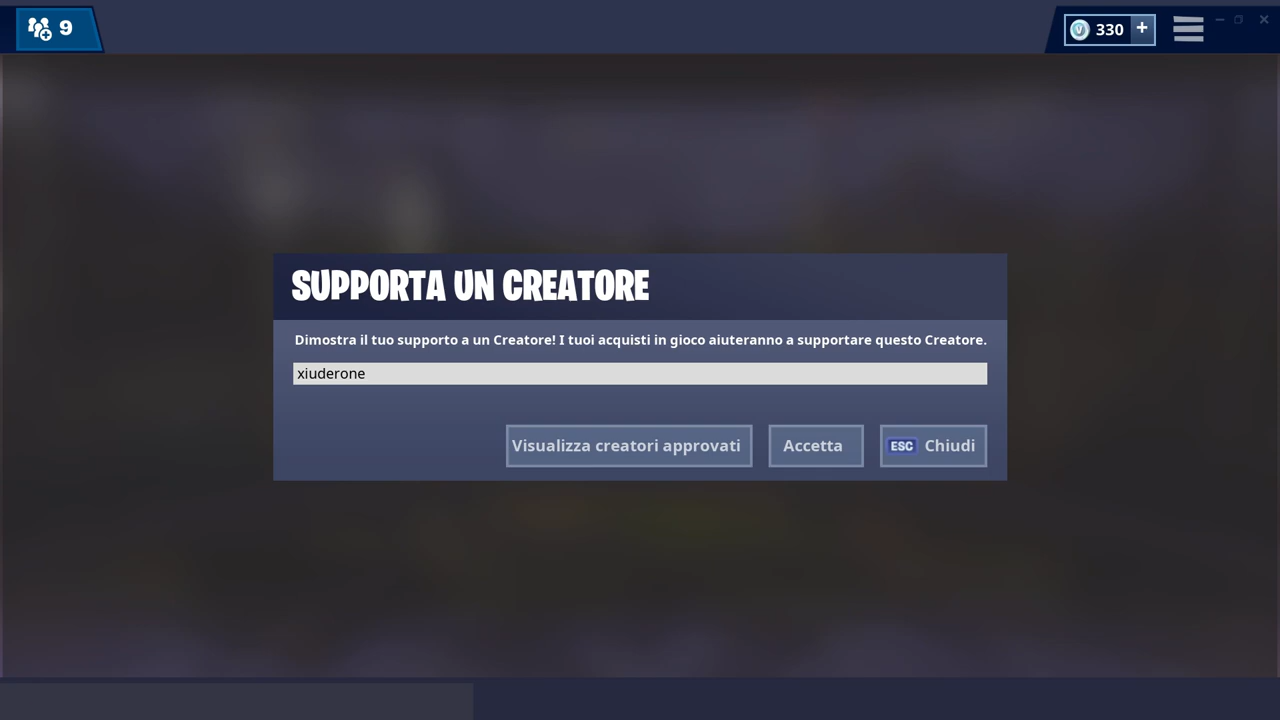 9
330 +
SUPPORTA UN CREATORE
Dimostra il tuo supporto a un Creatore! I tuoi acquisti in gioco aiuteranno a supportare questo Creatore.
xiuderone
Visualizza creatori approvati Accetta ESC Chiudi